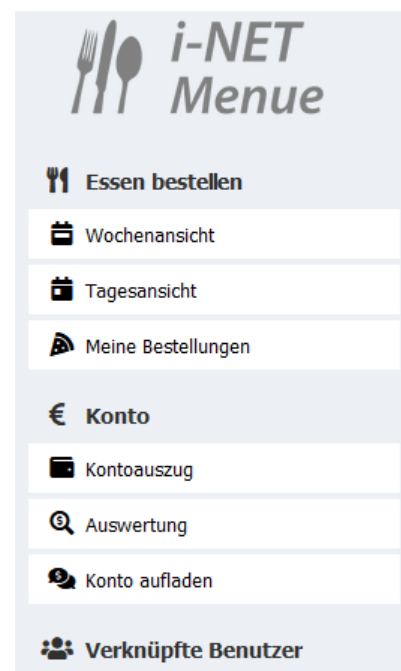 i-NET
Menue
Essen bestellen
Wochenansicht
Tagesansicht
Meine Bestellungen
€ Konto
Kontoauszug
Auswertung
Konto aufladen
Verknüpfte Benutzer